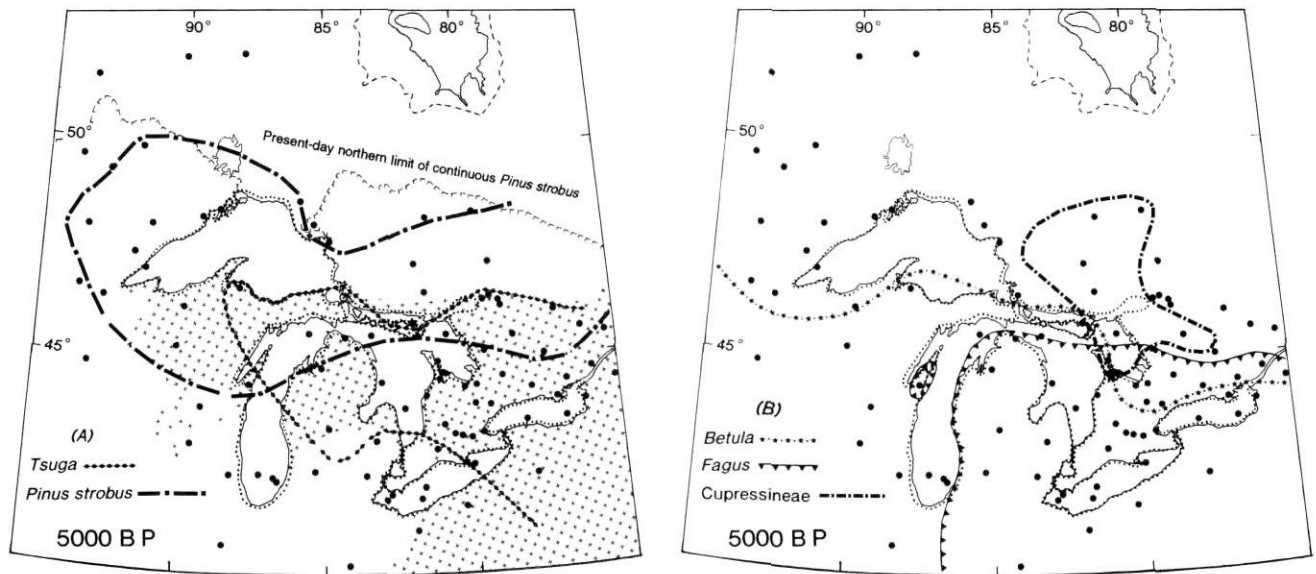 90°
85°
80°
50°
Present-day northern limit of continuous Pinus strobus
45°
(A)
Tsuga
Pinus strobus
5000 B P
90°
85°
80°
50°
45°
(B)
Betula
Fagus
Cupressineae
5000 B P